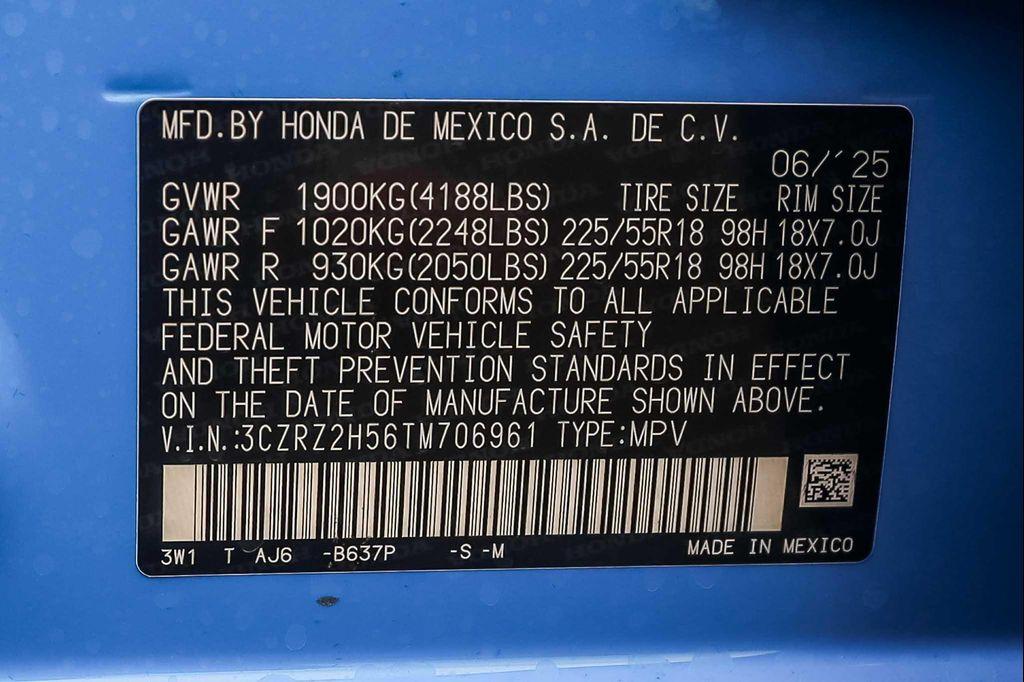 MFD.BY HONDA DE MEXICO S.A. DE C.V.
06/'25
GVWR 1900KG(4188LBS) TIRE SIZE RIM SIZE
GAWR F 1020KG(2248LBS) 225/55R18 98H 18X7.0J
GAWR R 930KG(2050LBS) 225/55R18 98H 18X7.0J
THIS VEHICLE CONFORMS TO ALL APPLICABLE
FEDERAL MOTOR VEHICLE SAFETY
AND THEFT PREVENTION STANDARDS IN EFFECT
ON THE DATE OF MANUFACTURE SHOWN ABOVE.
V.I.N.:3CZRZ2H56TM706961 TYPE:MPV
3W1 T AJ6 -B637P -S -M MADE IN MEXICO